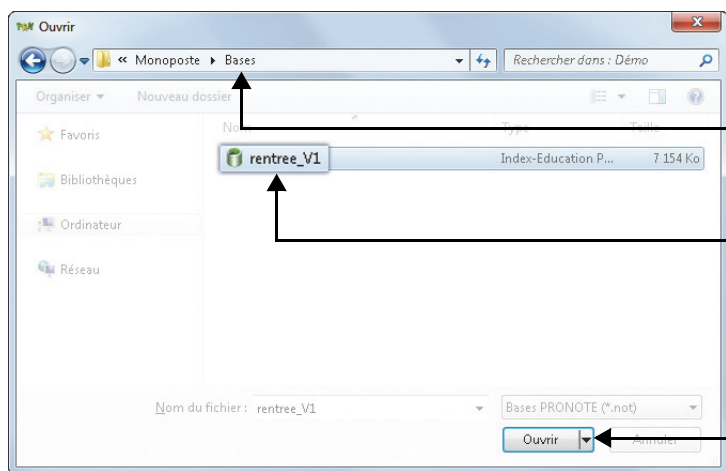 Ouvrir
« Monoposte ▸ Bases
Rechercher dans : Démo
Organiser Nouveau dossier
Nom Type Taille
Favoris
rentree_V1 Index-Education P... 7 154 Ko
Bibliothèques
Ordinateur
Réseau
Nom du fichier : rentree_V1 Bases PRONOTE (*.not)
Ouvrir Annuler